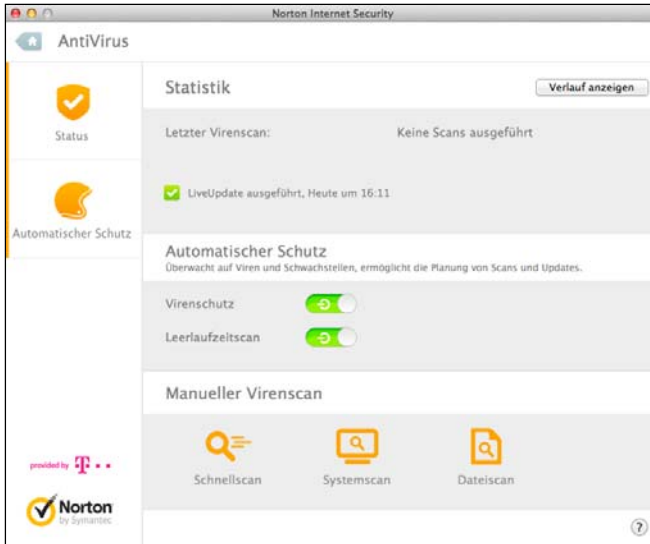 Norton Internet Security
AntiVirus
Status
Automatischer Schutz
Statistik
Verlauf anzeigen
Letzter Virenscan: Keine Scans ausgeführt
LiveUpdate ausgeführt, Heute um 16:11
Automatischer Schutz
Überwacht auf Viren und Schwachstellen, ermöglicht die Planung von Scans und Updates.
Virenschutz
Leerlaufzeitscan
Manueller Virenscan
Schnellscan
Systemscan
Dateiscan
provided by T
Norton
by Symantec
?